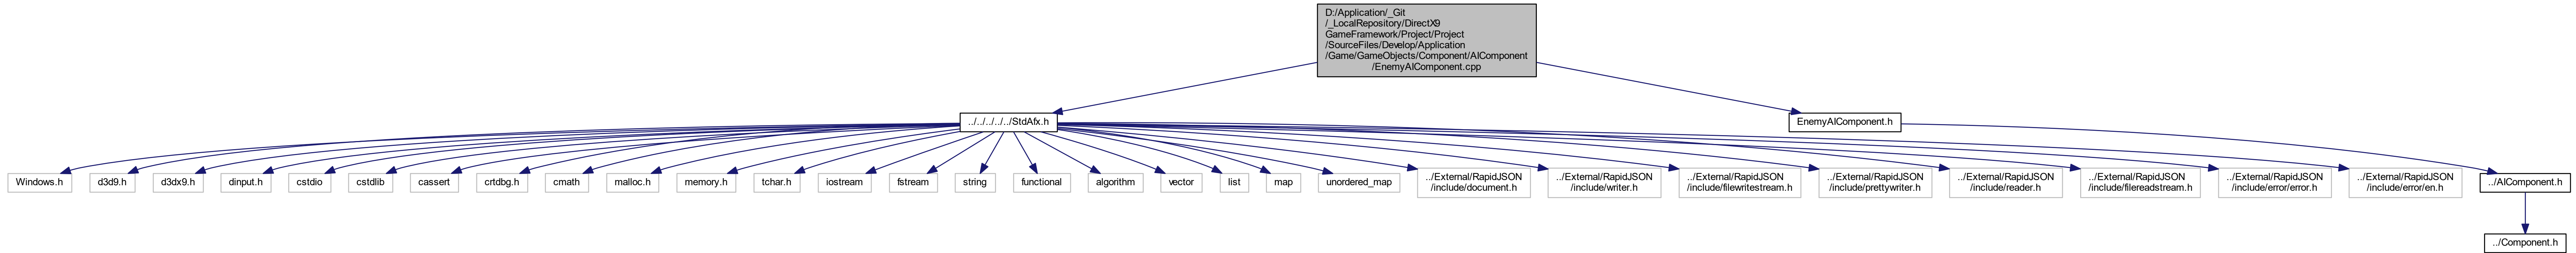 D:/Application/_Git
/_LocalRepository/DirectX9
GameFramework/Project/Project
/SourceFiles/Develop/Application
/Game/GameObjects/Component/AIComponent
/EnemyAIComponent.cpp
../../../../../StdAfx.h
EnemyAIComponent.h
Windows.h
d3d9.h
d3dx9.h
dinput.h
cstdio
cstdlib
cassert
crtdbg.h
cmath
malloc.h
memory.h
tchar.h
iostream
fstream
string
functional
algorithm
vector
list
map
unordered_map
../External/RapidJSON
/include/document.h
../External/RapidJSON
/include/writer.h
../External/RapidJSON
/include/filewritestream.h
../External/RapidJSON
/include/prettywriter.h
../External/RapidJSON
/include/reader.h
../External/RapidJSON
/include/filereadstream.h
../External/RapidJSON
/include/error/error.h
../External/RapidJSON
/include/error/en.h
../AIComponent.h
../Component.h